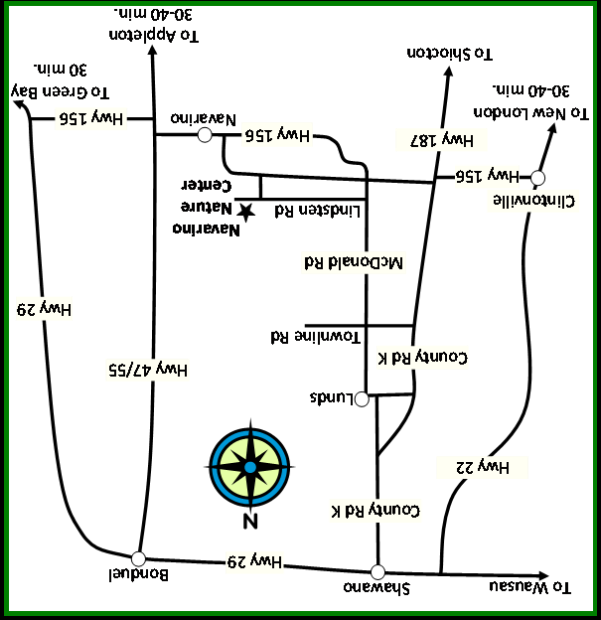 To Wausau
Shawano
Hwy 29
Bonduel
N
County Rd K
Hwy 22
Lunds
County Rd K
Hwy 47/55
Townline Rd
Hwy 29
McDonald Rd
Lindsten Rd
Navarino
Nature
Center
Clintonville
Hwy 156
Hwy 187
Hwy 156
Navarino
Hwy 156
To New London
30-40 min.
To Shiocton
To Appleton
30-40 min.
To Green Bay
30 min.